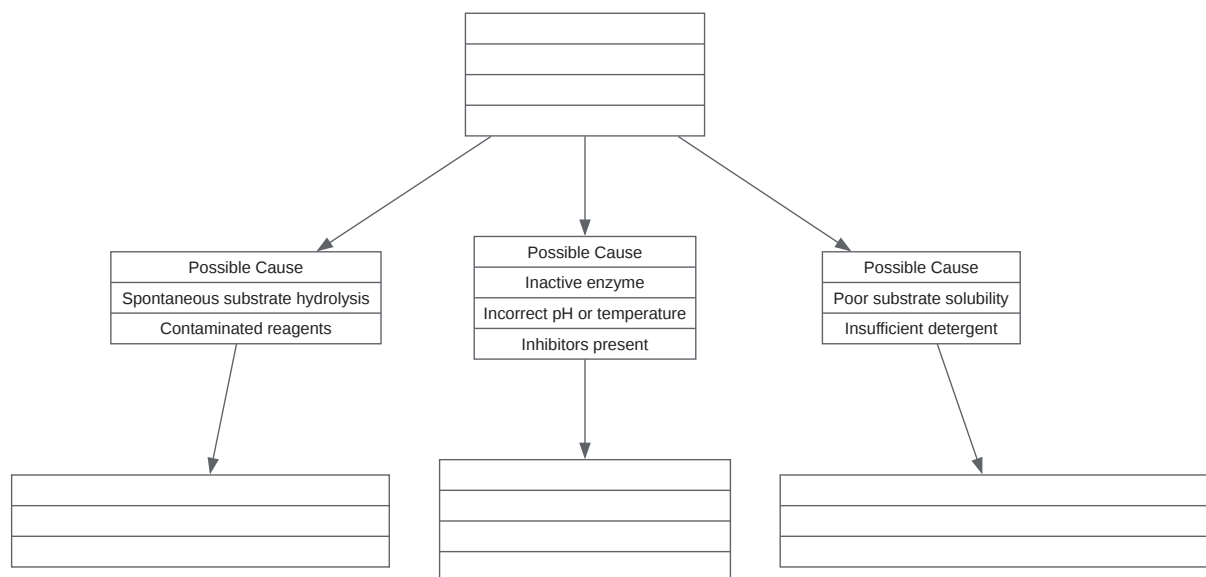 Possible Cause
Spontaneous substrate hydrolysis
Contaminated reagents
Possible Cause
Inactive enzyme
Incorrect pH or temperature
Inhibitors present
Possible Cause
Poor substrate solubility
Insufficient detergent